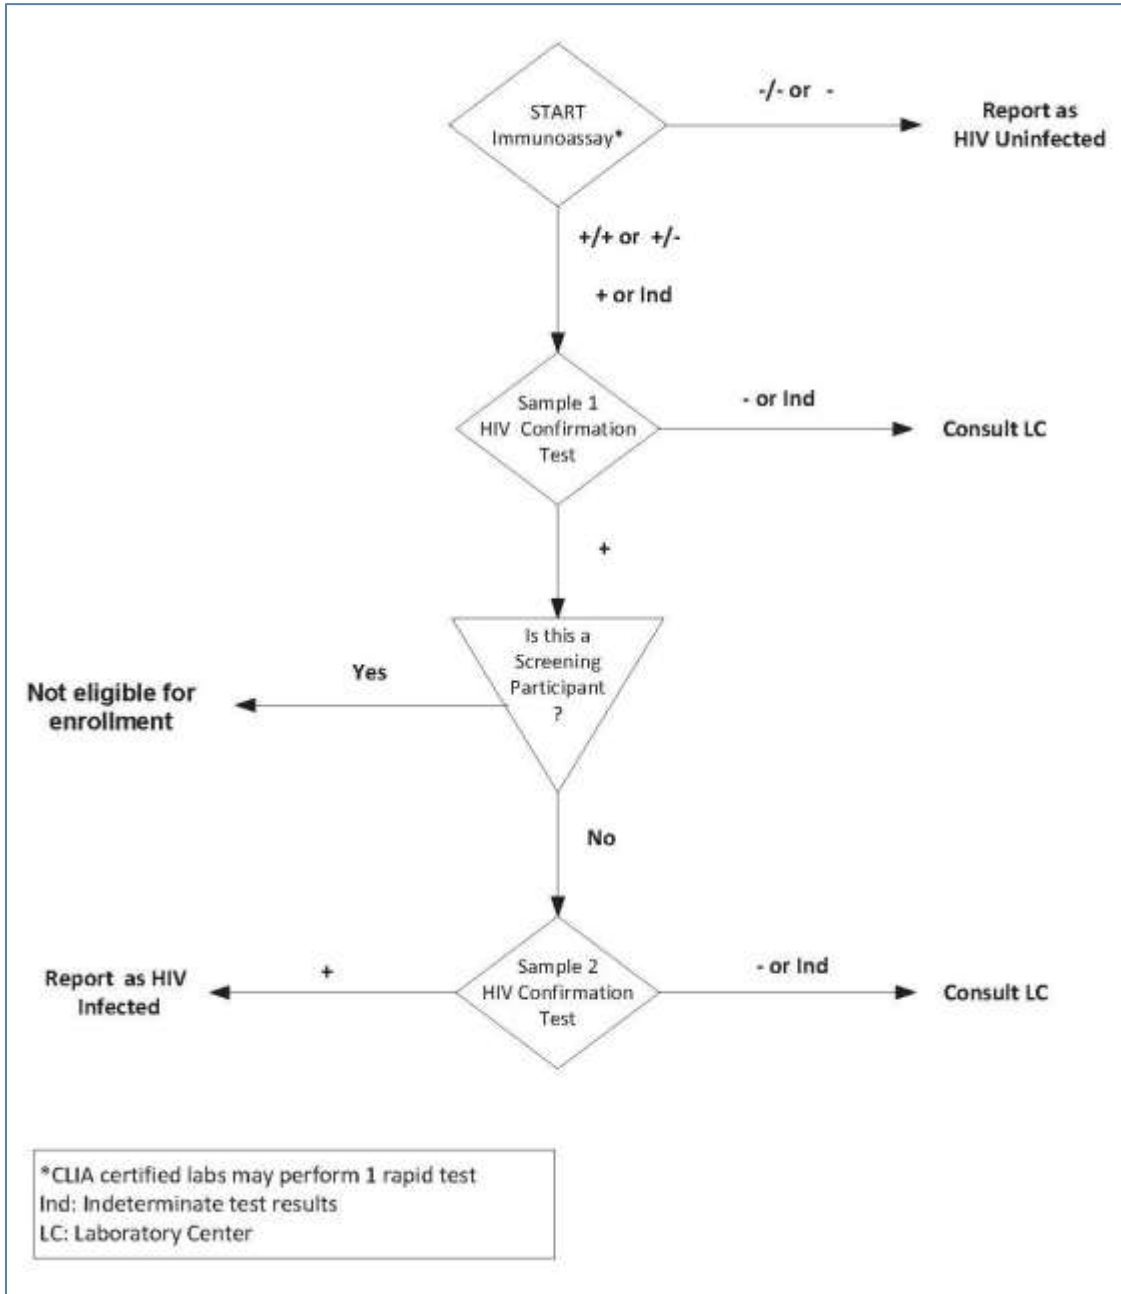 START
Immunoassay*
-/- or -
Report as
HIV Uninfected
+/+ or +/-
+ or Ind
Sample 1
HIV Confirmation
Test
- or Ind
Consult LC
+
Is this a
Screening
Participant
?
Yes
Not eligible for
enrollment
No
Sample 2
HIV Confirmation
Test
+
Report as HIV
Infected
- or Ind
Consult LC
*CLIA certified labs may perform 1 rapid test
Ind: Indeterminate test results
LC: Laboratory Center